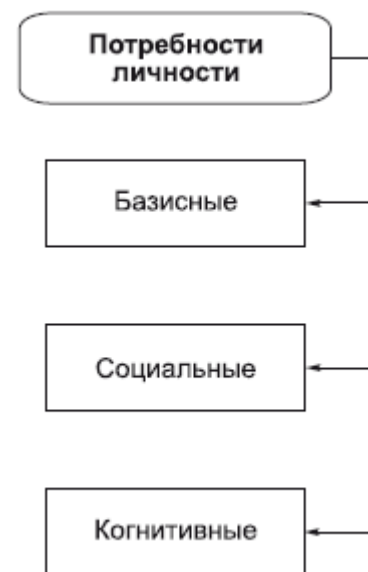 Потребности
личности
Базисные
Социальные
Когнитивные